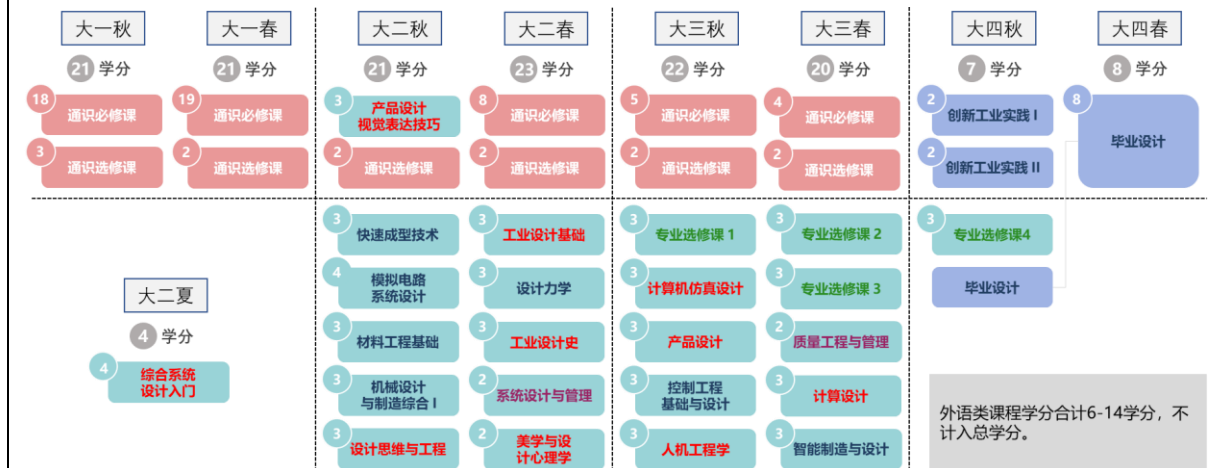 大一秋
大一春
大二秋
大二春
大三秋
大三春
大四秋
大四春
21 学分
21 学分
21 学分
23 学分
22 学分
20 学分
7 学分
8 学分
18 通识必修课
19 通识必修课
3 产品设计
视觉表达技巧
8 通识必修课
5 通识必修课
4 通识必修课
2 创新工业实践 I
8 毕业设计
3 通识选修课
2 通识选修课
2 通识选修课
2 通识选修课
2 通识选修课
2 通识选修课
2 创新工业实践 II
3 快速成型技术
3 工业设计基础
3 专业选修课 1
3 专业选修课 2
3 专业选修课4
大二夏
4 学分
4 综合系统
设计入门
4 模拟电路
系统设计
3 设计力学
3 计算机仿真设计
3 专业选修课 3
毕业设计
3 材料工程基础
3 工业设计史
3 产品设计
2 质量工程与管理
3 机械设计
与制造综合 I
2 系统设计与管理
3 控制工程
基础与设计
3 计算设计
3 设计思维与工程
2 美学与设
计心理学
3 人机工程学
3 智能制造与设计
外语类课程学分合计6-14学分，不
计入总学分。